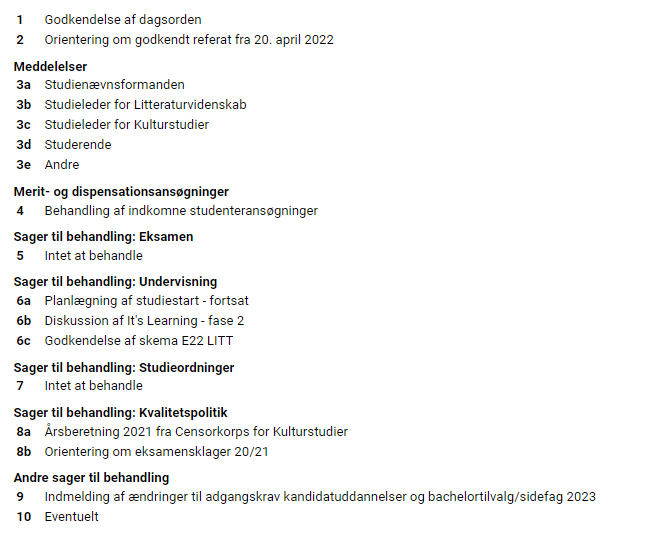 1 Godkendelse af dagsorden
2 Orientering om godkendt referat fra 20. april 2022
Meddelelser
3a Studienævnsformanden
3b Studieleder for Litteraturvidenskab
3c Studieleder for Kulturstudier
3d Studerende
3e Andre
Merit- og dispensationsansøgninger
4 Behandling af indkomne studenteransøgninger
Sager til behandling: Eksamen
5 Intet at behandle
Sager til behandling: Undervisning
6a Planlægning af studiestart - fortsat
6b Diskussion af It's Learning - fase 2
6c Godkendelse af skema E22 LITT
Sager til behandling: Studieordninger
7 Intet at behandle
Sager til behandling: Kvalitetspolitik
8a Årsberetning 2021 fra Censorkorps for Kulturstudier
8b Orientering om eksamensklager 20/21
Andre sager til behandling
9 Indmelding af ændringer til adgangskrav kandidatuddannelser og bachelortilvalg/sidefag 2023
10 Eventuelt